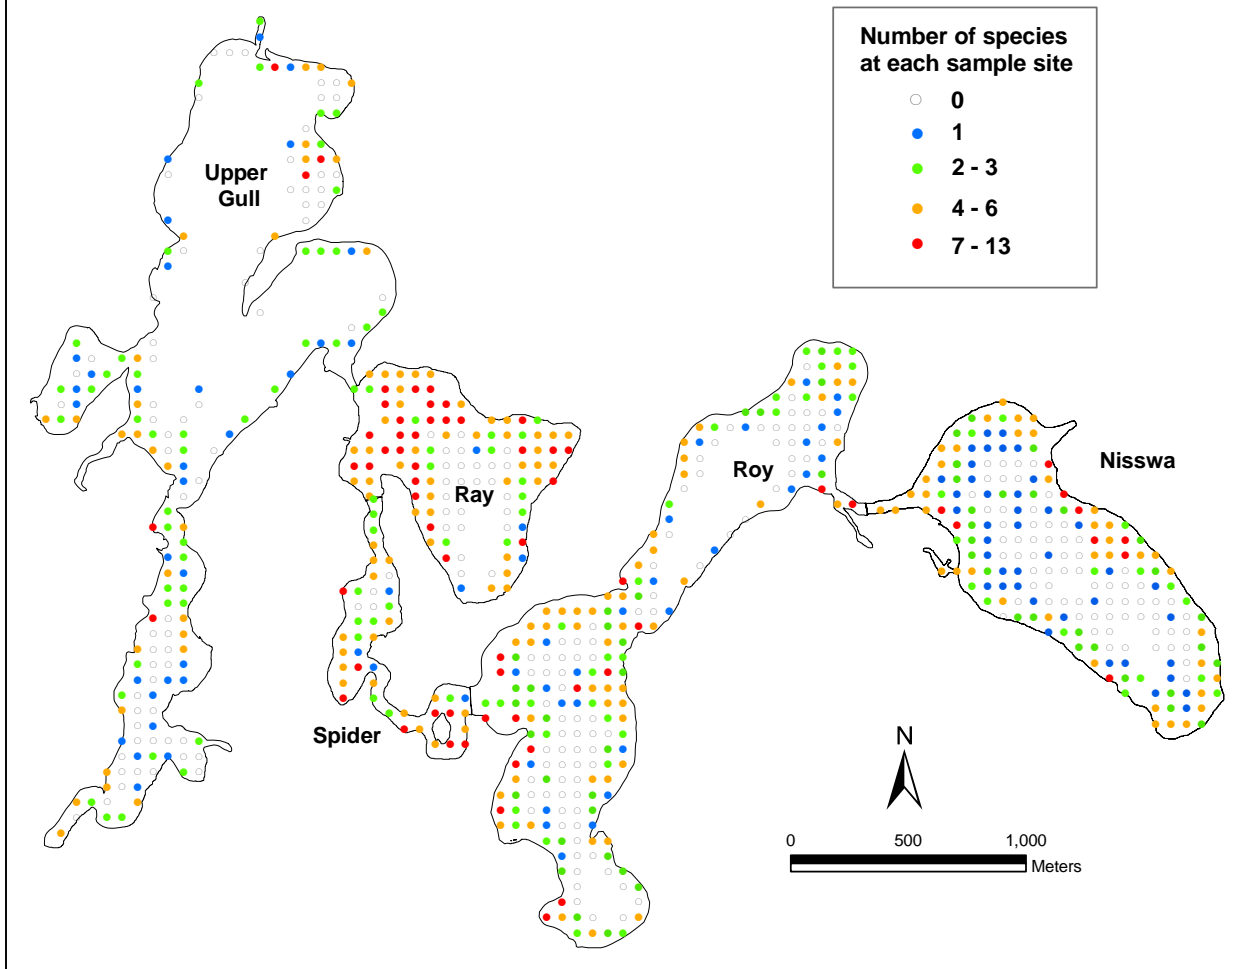 Number of species
at each sample site
0
1
2 - 3
4 - 6
7 - 13
Upper
Gull
Ray
Roy
Nisswa
Spider
N
0 500 1,000
Meters